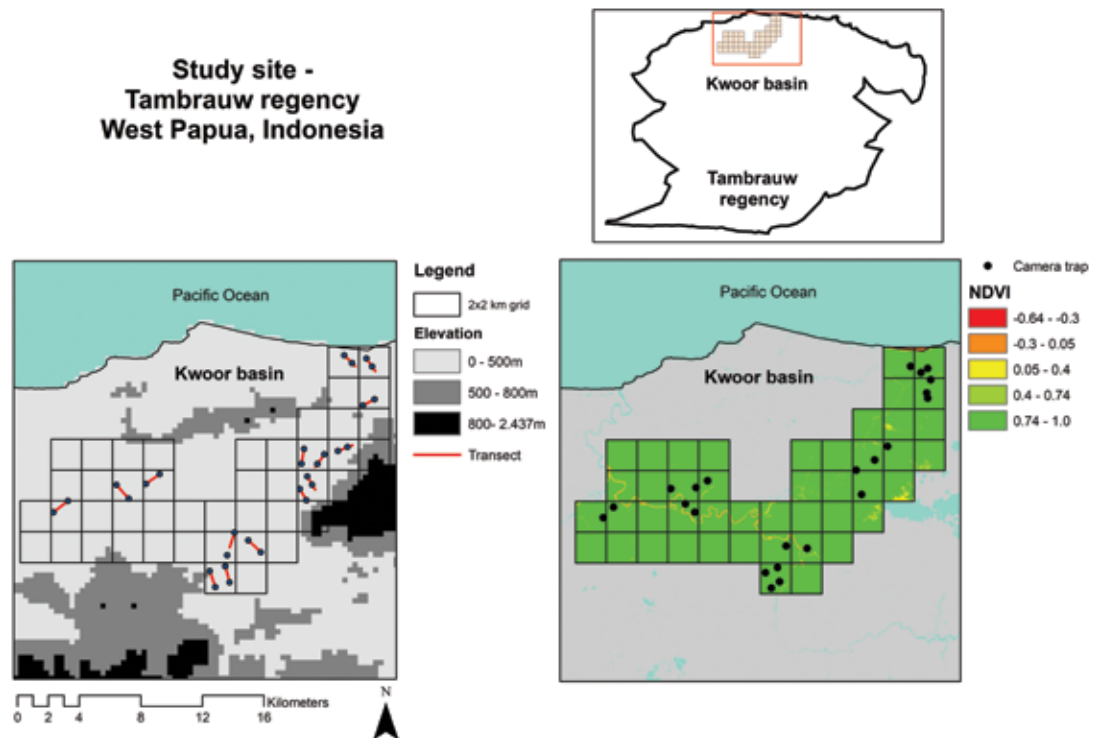 Study site -
Tambrauw regency
West Papua, Indonesia
Kwoor basin
Tambrauw
regency
Pacific Ocean
Kwoor basin
Legend
2x2 km grid
Elevation
0 - 500m
500 - 800m
800- 2.437m
Transect
Kilometers
0 2 4 8 12 16
N
Pacific Ocean
Kwoor basin
Camera trap
NDVI
-0.64 - -0.3
-0.3 - 0.05
0.05 - 0.4
0.4 - 0.74
0.74 - 1.0